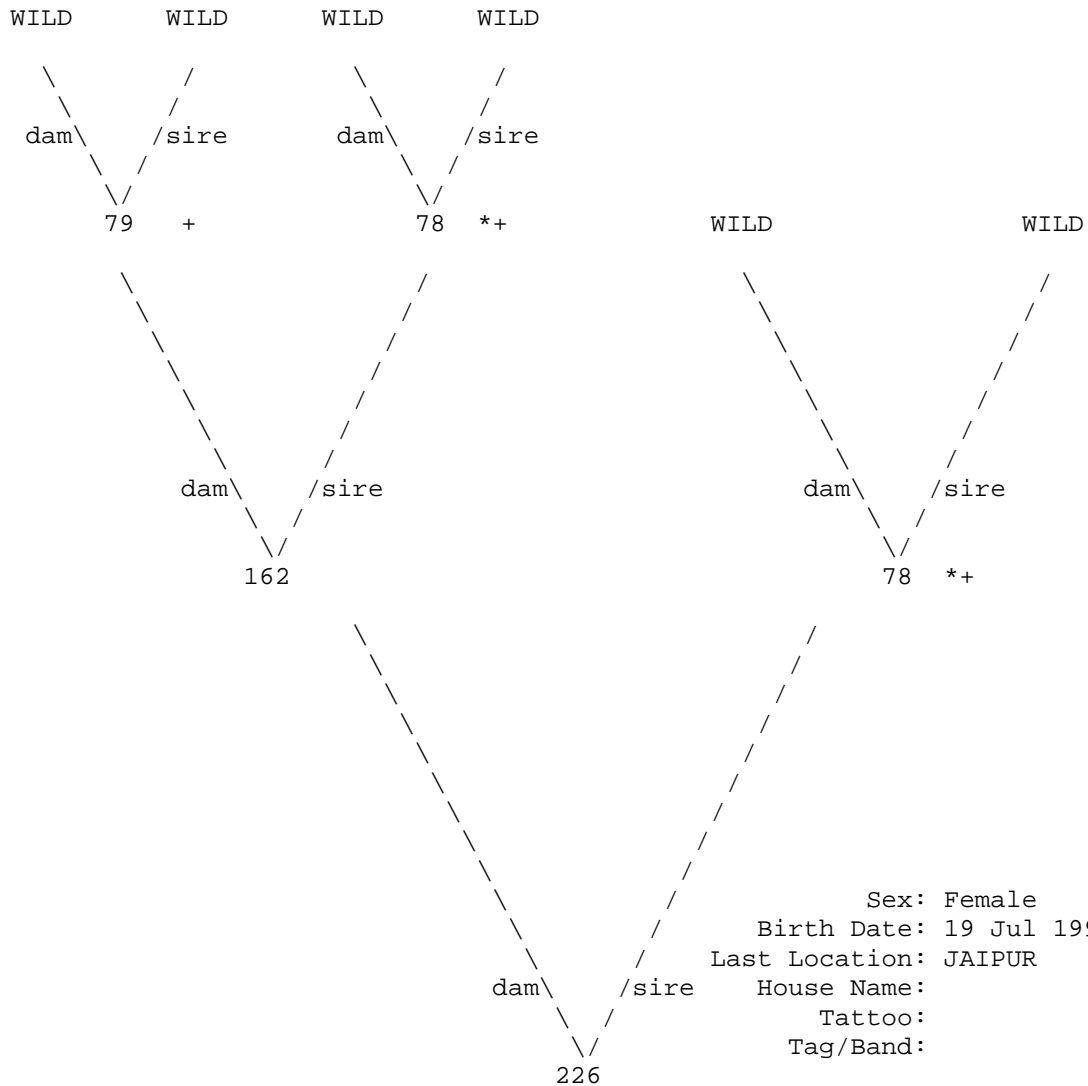 WILD WILD WILD WILD
dam sire dam sire
79 + 78 *+ WILD WILD
dam sire dam sire
162 78 *+
Sex: Female
Birth Date: 19 Jul 199
Last Location: JAIPUR
dam sire House Name:
Tattoo:
Tag/Band:
226